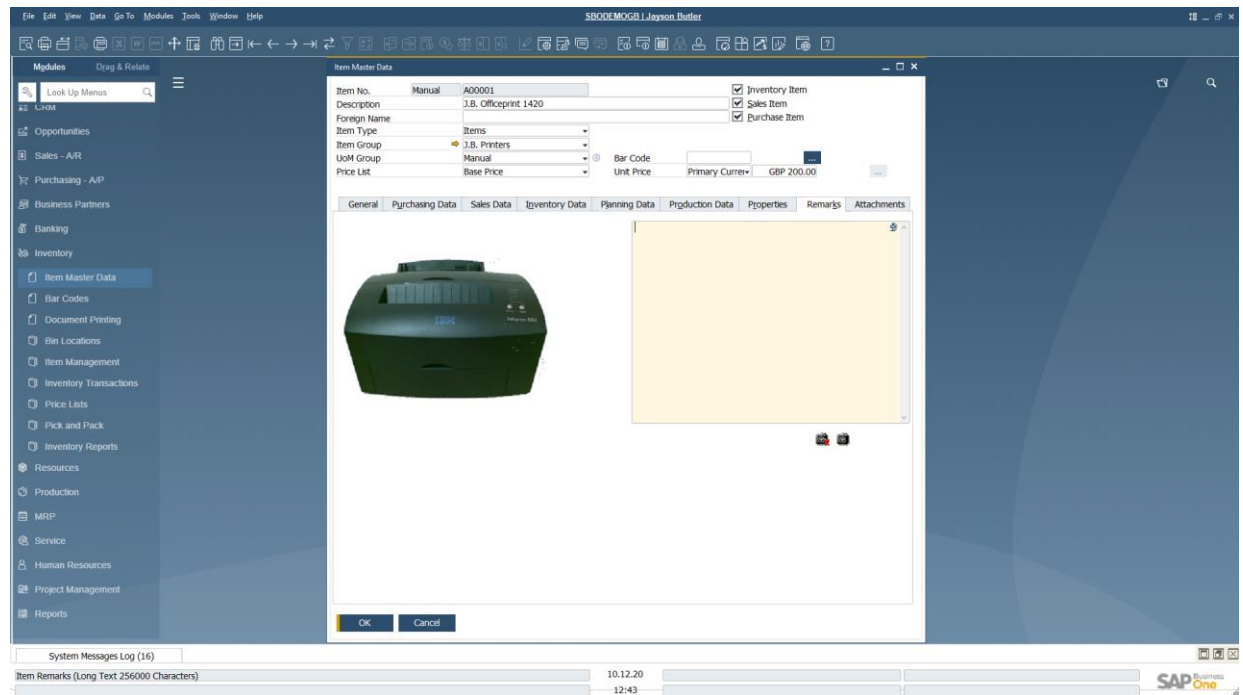 File Edit View Data Go To Modules Tools Window Help
SBODEMOGB | Jayson Butler
Modules Drag & Relate
Look Up Menus
CRM
Opportunities
Sales - A/R
Purchasing - A/P
Business Partners
Banking
Inventory
Item Master Data
Bar Codes
Document Printing
Bin Locations
Item Management
Inventory Transactions
Price Lists
Pick and Pack
Inventory Reports
Resources
Production
MRP
Service
Human Resources
Project Management
Reports
Item Master Data
Item No. Manual A00001 Inventory Item
Description J.B. Officeprint 1420 Sales Item
Foreign Name Purchase Item
Item Type Items
Item Group J.B. Printers
UoM Group Manual Bar Code ...
Price List Base Price Unit Price Primary Curre GBP 200.00 ...
General Purchasing Data Sales Data Inventory Data Planning Data Production Data Properties Remarks Attachments
IBM
OK Cancel
System Messages Log (16)
Item Remarks (Long Text 256000 Characters) 10.12.20
12:43
SAP Business One